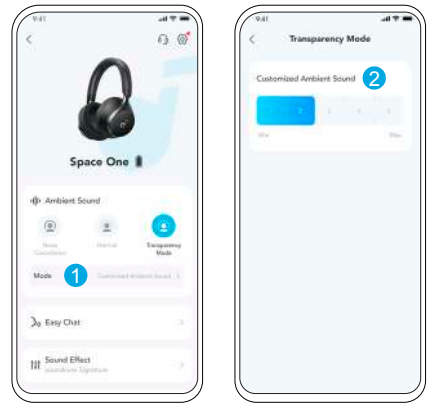 9:41
Space One
Ambient Sound
Noise Cancellation
Normal
Transparency Mode
Mode
1
Customized Ambient Sound
Easy Chat
Sound Effect
soundcore Signature
9:41
Transparency Mode
Customized Ambient Sound
2
2
3
4
5
Min
Max